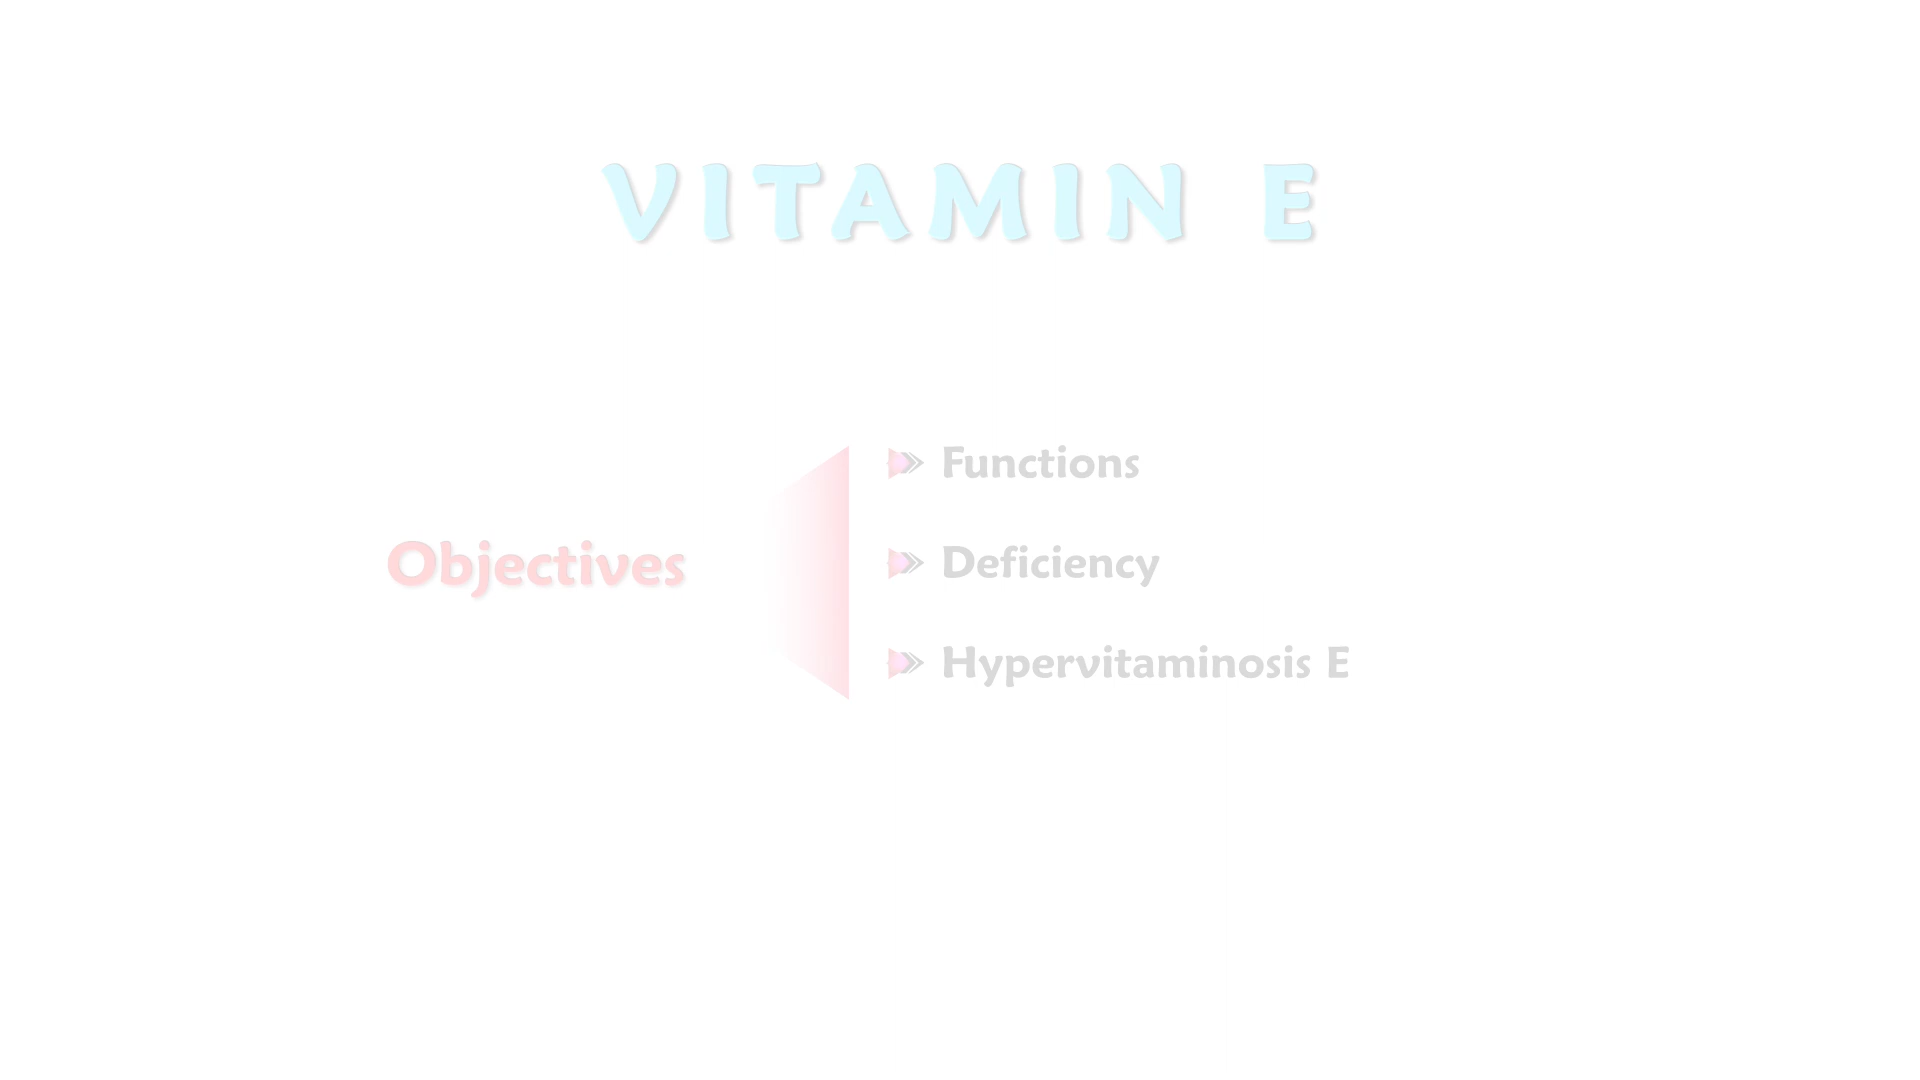 VITAMIN E
Objectives
Functions
Deficiency
Hypervitaminosis E